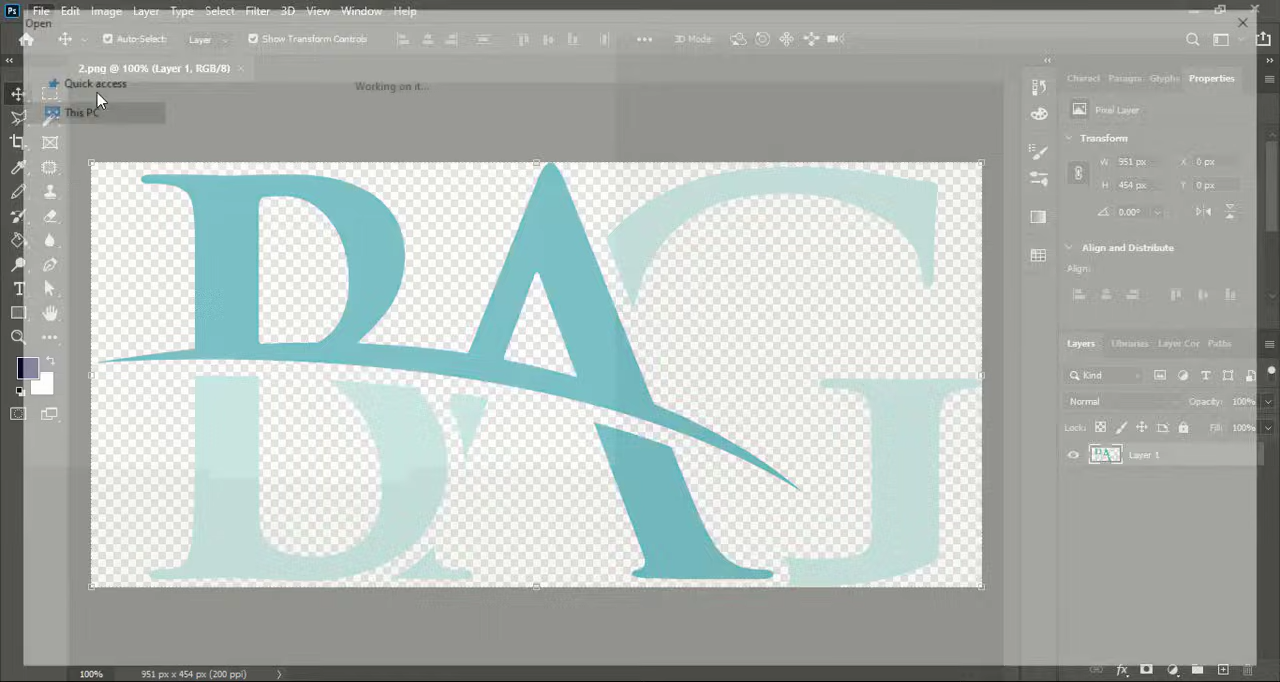 Ps File Edit Image Layer Type Select Filter 3D View Window Help
Open
Auto-Select: Layer Show Transform Controls 3D Mode:
2.png @ 100% (Layer 1, RGB/8) ×
Quick access
Working on it...
This PC
Charact Paragra Glyphs Properties
Pixel Layer
Transform
W 951 px X 0 px
H 454 px Y 0 px
0.00°
Align and Distribute
Align:
DAG
Layers Libraries Layer Cor Paths
Kind
Normal Opacity: 100%
Lock: Fill: 100%
Layer 1
100% 951 px x 454 px (200 ppi)